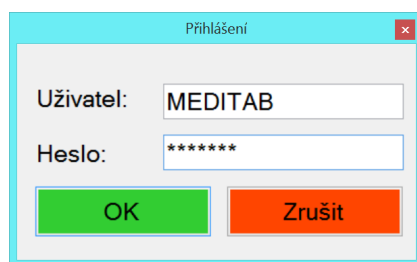 Přihlášení
Uživatel: MEDITAB
Heslo: *******
OK Zrušit